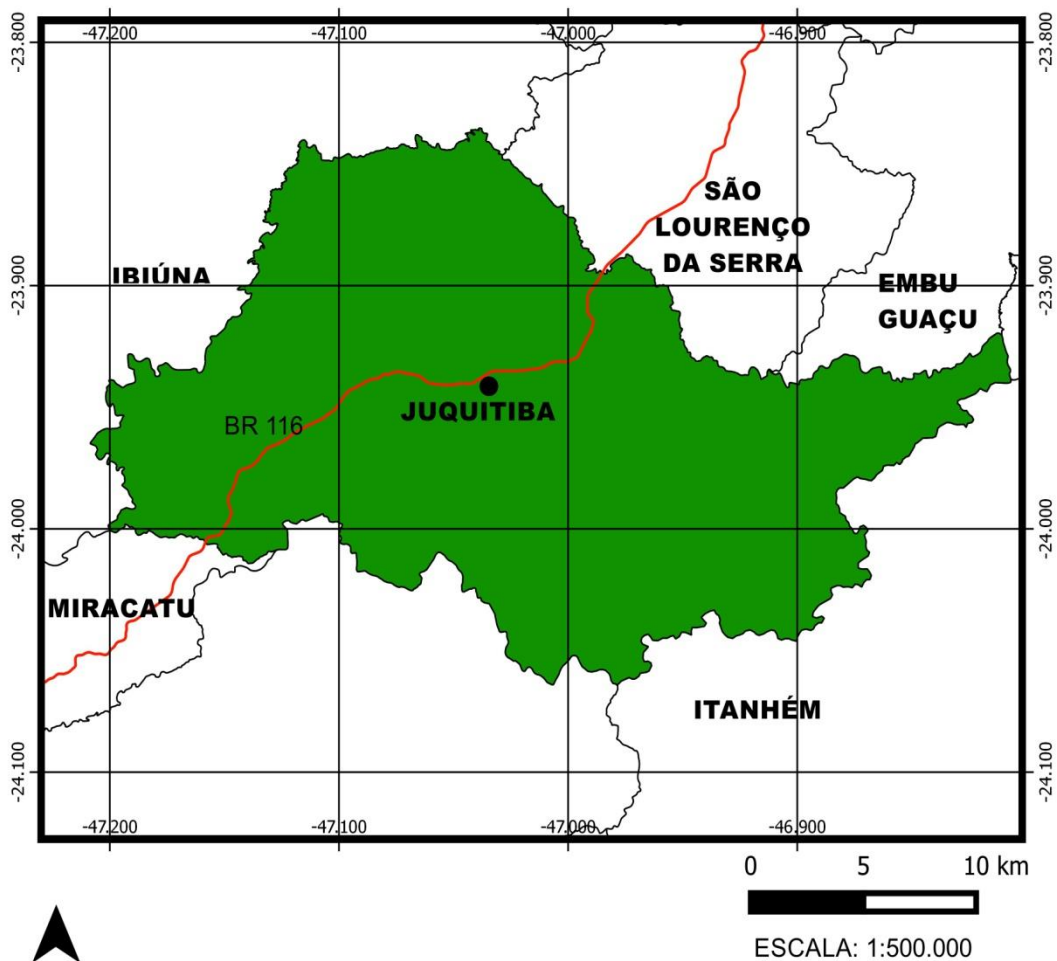 -47.200 -47.100 -47.000 -46.900
-23.800 -23.800
SÃO
LOURENÇO
DA SERRA
IBIÚNA
-23.900 -23.900
EMBU
GUAÇU
JUQUITIBA
BR 116
-24.000 -24.000
MIRACATU
ITANHÉM
-24.100 -24.100
-47.200 -47.100 -47.000 -46.900
0 5 10 km
ESCALA: 1:500.000